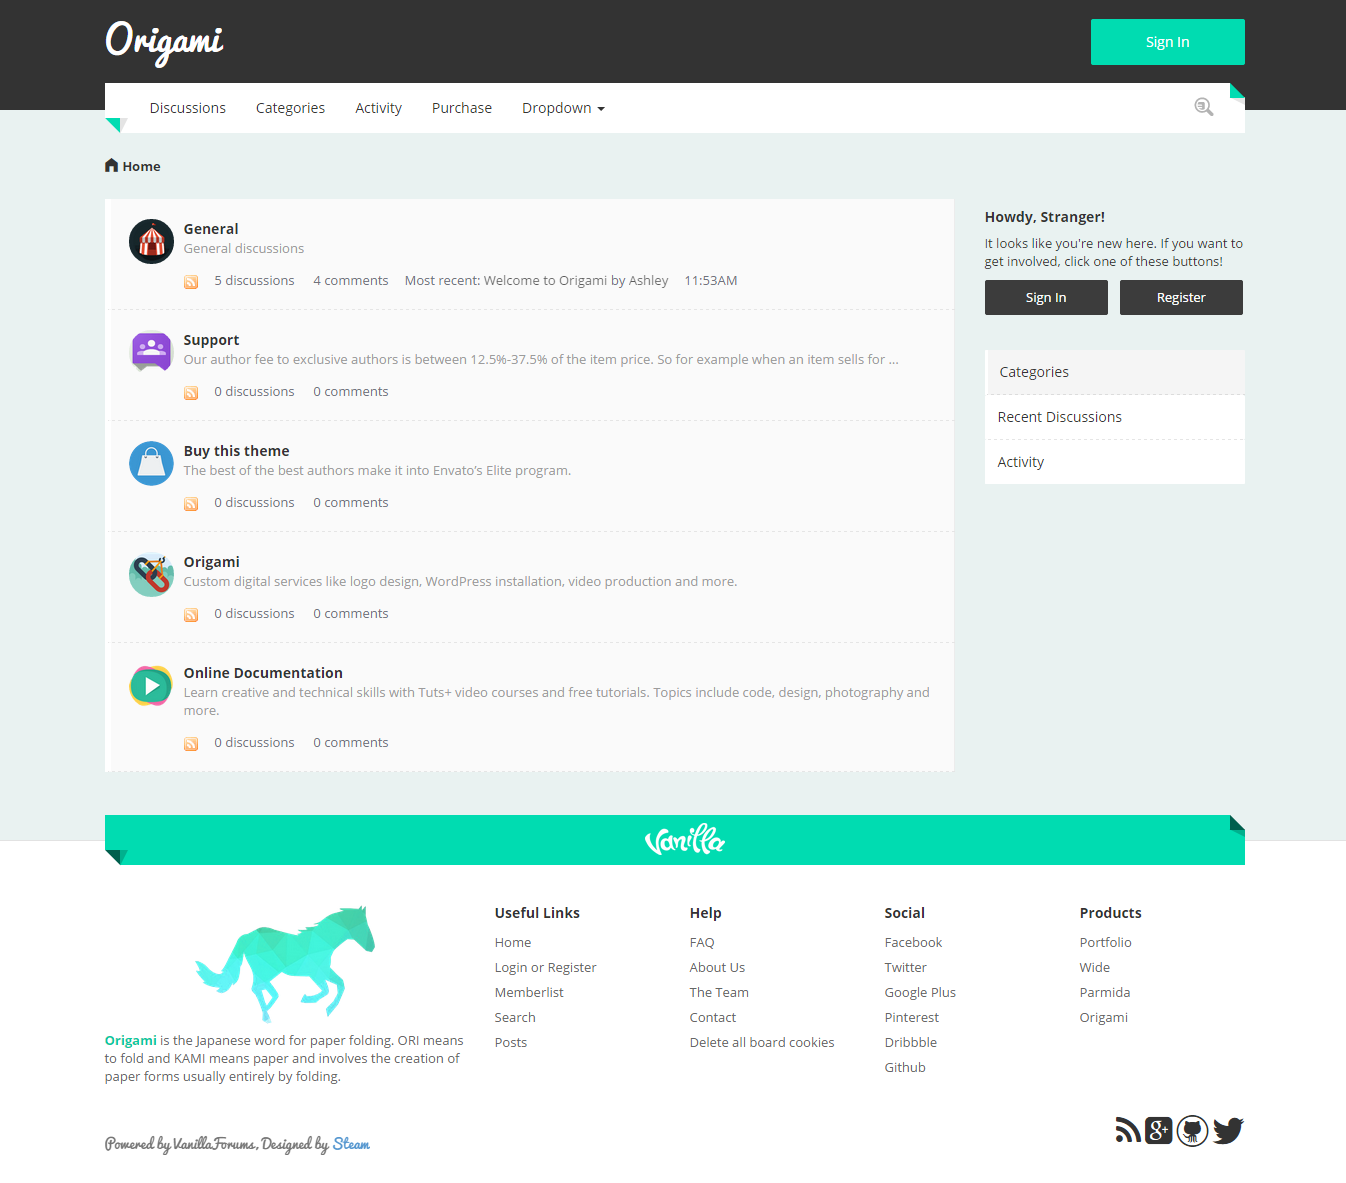 Origami
Sign In
Discussions Categories Activity Purchase Dropdown
Home
General
General discussions
5 discussions 4 comments Most recent: Welcome to Origami by Ashley 11:53AM
Support
Our author fee to exclusive authors is between 12.5%-37.5% of the item price. So for example when an item sells for ...
0 discussions 0 comments
Buy this theme
The best of the best authors make it into Envato’s Elite program.
0 discussions 0 comments
Origami
Custom digital services like logo design, WordPress installation, video production and more.
0 discussions 0 comments
Online Documentation
Learn creative and technical skills with Tuts+ video courses and free tutorials. Topics include code, design, photography and
more.
0 discussions 0 comments
Howdy, Stranger!
It looks like you're new here. If you want to
get involved, click one of these buttons!
Sign In Register
Categories
Recent Discussions
Activity
Vanilla
Origami is the Japanese word for paper folding. ORI means
to fold and KAMI means paper and involves the creation of
paper forms usually entirely by folding.
Useful Links
Home
Login or Register
Memberlist
Search
Posts
Help
FAQ
About Us
The Team
Contact
Delete all board cookies
Social
Facebook
Twitter
Google Plus
Pinterest
Dribbble
Github
Products
Portfolio
Wide
Parmida
Origami
Powered by VanillaForums, Designed by Steam
g+